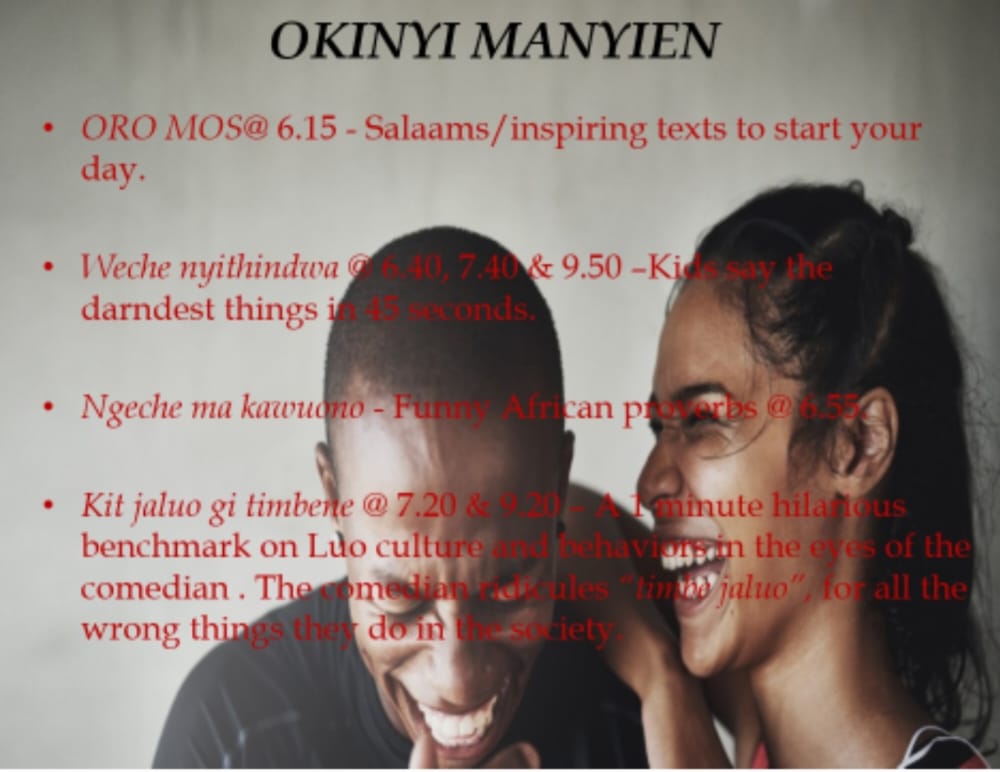 OKINYI MANYIEN
• ORO MOS@ 6.15 - Salaams/inspiring texts to start your
day.
• Weche nyithindwa @ 6.40, 7.40 & 9.50 –Kids say the
darndest things in 45 seconds.
• Ngeche ma kawuono - Funny African proverbs @ 6.55.
• Kit jaluo gi timbene @ 7.20 & 9.20 – A 1 minute hilarious
benchmark on Luo culture and behaviors in the eyes of the
comedian . The comedian ridicules “timbe jaluo”, for all the
wrong things they do in the society.